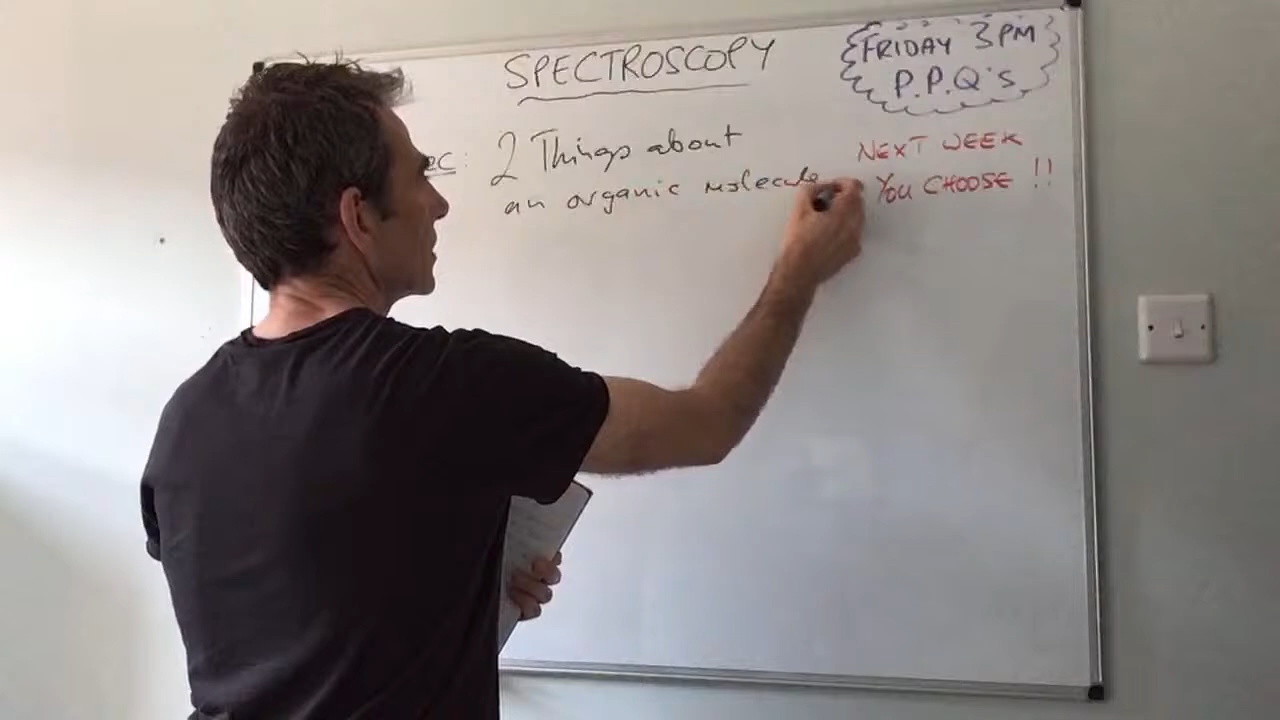 SPECTROSCOPY
FRIDAY 3PM
P.P.Q's
2 Things about
an organic molecule
NEXT WEEK
YOU CHOOSE !!